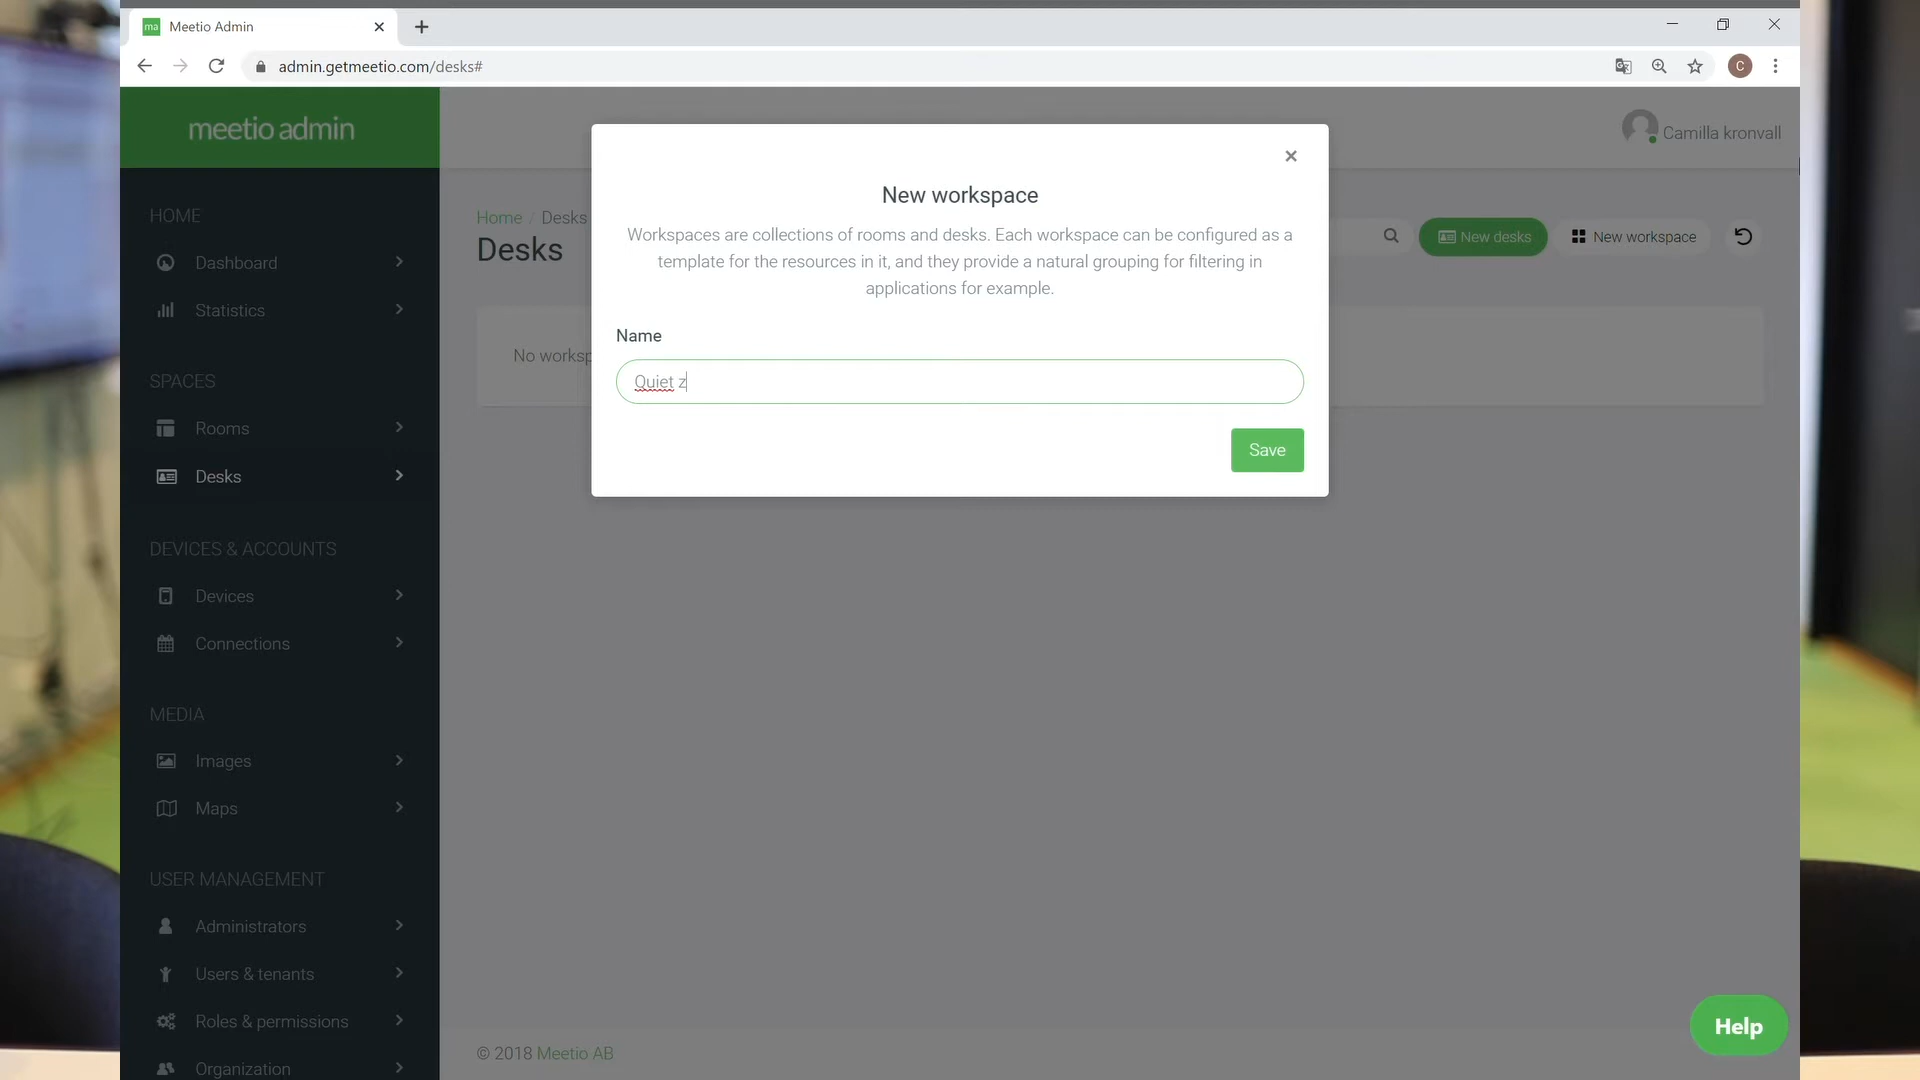 ma Meetio Admin
admin.getmeetio.com/desks#
C
meetio admin
Camilla kronvall
HOME
Dashboard
Statistics
SPACES
Rooms
Desks
DEVICES & ACCOUNTS
Devices
Connections
MEDIA
Images
Maps
USER MANAGEMENT
Administrators
Users & tenants
Roles & permissions
Organization
Home / Desks
Desks
New desks
New workspace
No worksp
New workspace
Workspaces are collections of rooms and desks. Each workspace can be configured as a
template for the resources in it, and they provide a natural grouping for filtering in
applications for example.
Name
Quiet z
Save
© 2018 Meetio AB
Help